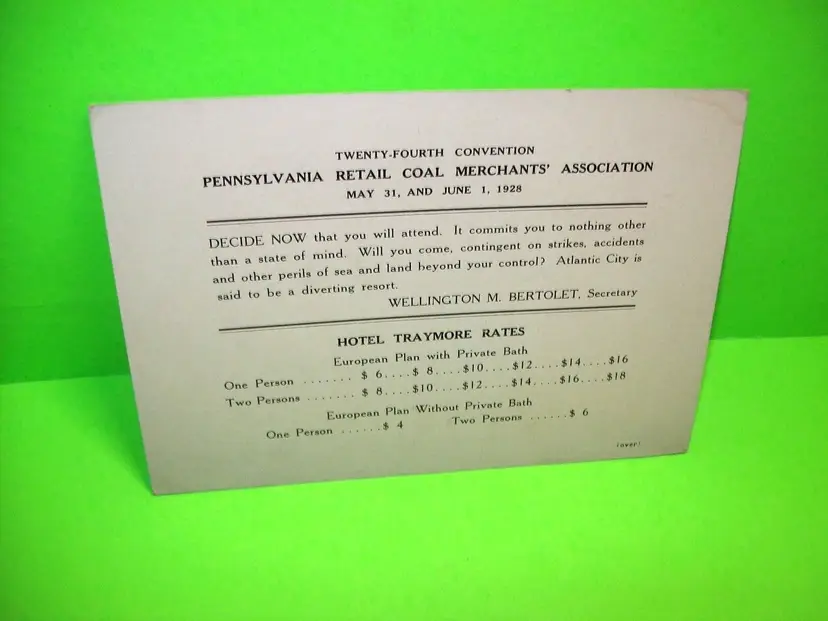 TWENTY-FOURTH CONVENTION
PENNSYLVANIA RETAIL COAL MERCHANTS' ASSOCIATION
MAY 31, AND JUNE 1, 1928
DECIDE NOW that you will attend. It commits you to nothing other
than a state of mind. Will you come, contingent on strikes, accidents
and other perils of sea and land beyond your control? Atlantic City is
said to be a diverting resort.
WELLINGTON M. BERTOLET, Secretary
HOTEL TRAYMORE RATES
European Plan with Private Bath
One Person ....... $ 6....$ 8....$10....$12....$14....$16
Two Persons ....... $ 8....$10....$12....$14....$16....$18
European Plan Without Private Bath
One Person ......$ 4 Two Persons ......$ 6
(over)